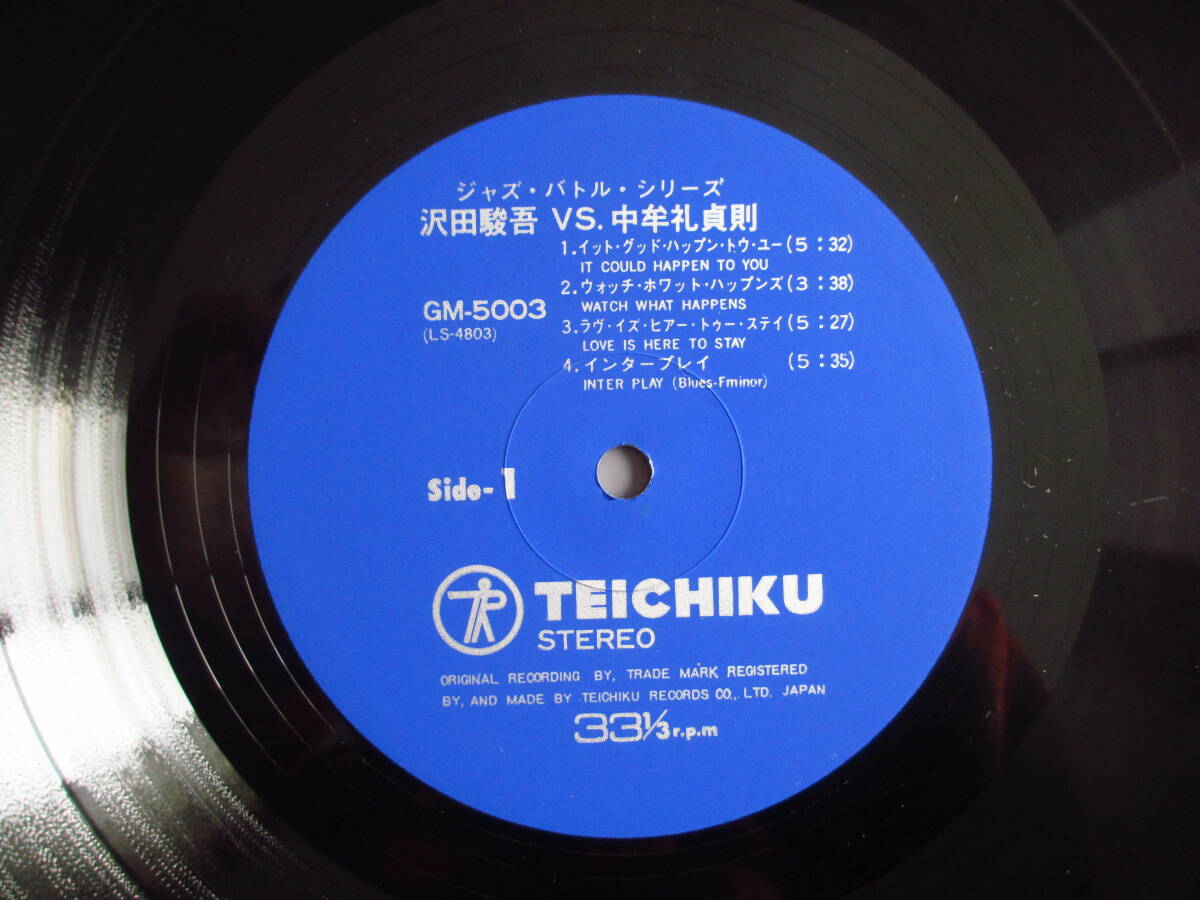 ジャズ・バトル・シリーズ
沢田駿吾 VS. 中牟礼貞則
1. イット・グッド・ハップン・トウ・ユー (5:32)
IT COULD HAPPEN TO YOU
2. ウォッチ・ホワット・ハップンズ (3:38)
WATCH WHAT HAPPENS
3. ラヴ・イズ・ヒアー・トゥー・ステイ (5:27)
LOVE IS HERE TO STAY
4. インタープレイ (5:35)
INTER PLAY (Blues-Fminor)
GM-5003
(LS-4803)
Side-1
TEICHIKU
STEREO
ORIGINAL RECORDING BY, TRADE MARK REGISTERED
BY, AND MADE BY TEICHIKU RECORDS CO., LTD. JAPAN
33 1/3 r.p.m